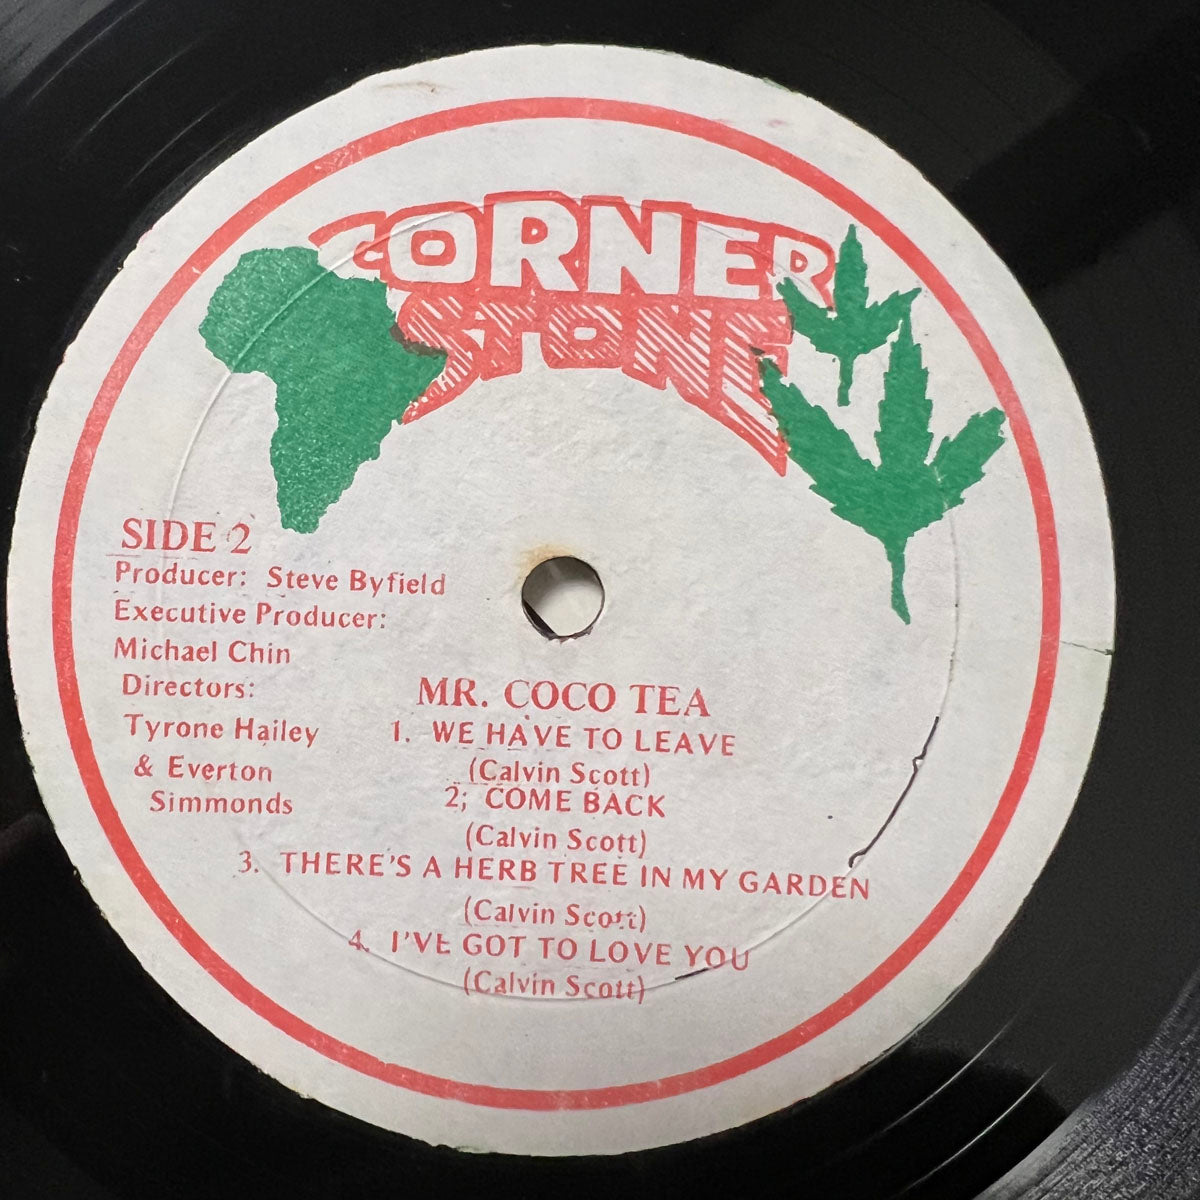 CORNER
STONE
SIDE 2
Producer: Steve Byfield
Executive Producer:
Michael Chin
Directors:
Tyrone Hailey
& Everton
Simmonds
MR. COCO TEA
1. WE HAVE TO LEAVE
(Calvin Scott)
2; COME BACK
(Calvin Scott)
3. THERE'S A HERB TREE IN MY GARDEN
(Calvin Scott)
4. I'VE GOT TO LOVE YOU
(Calvin Scott)